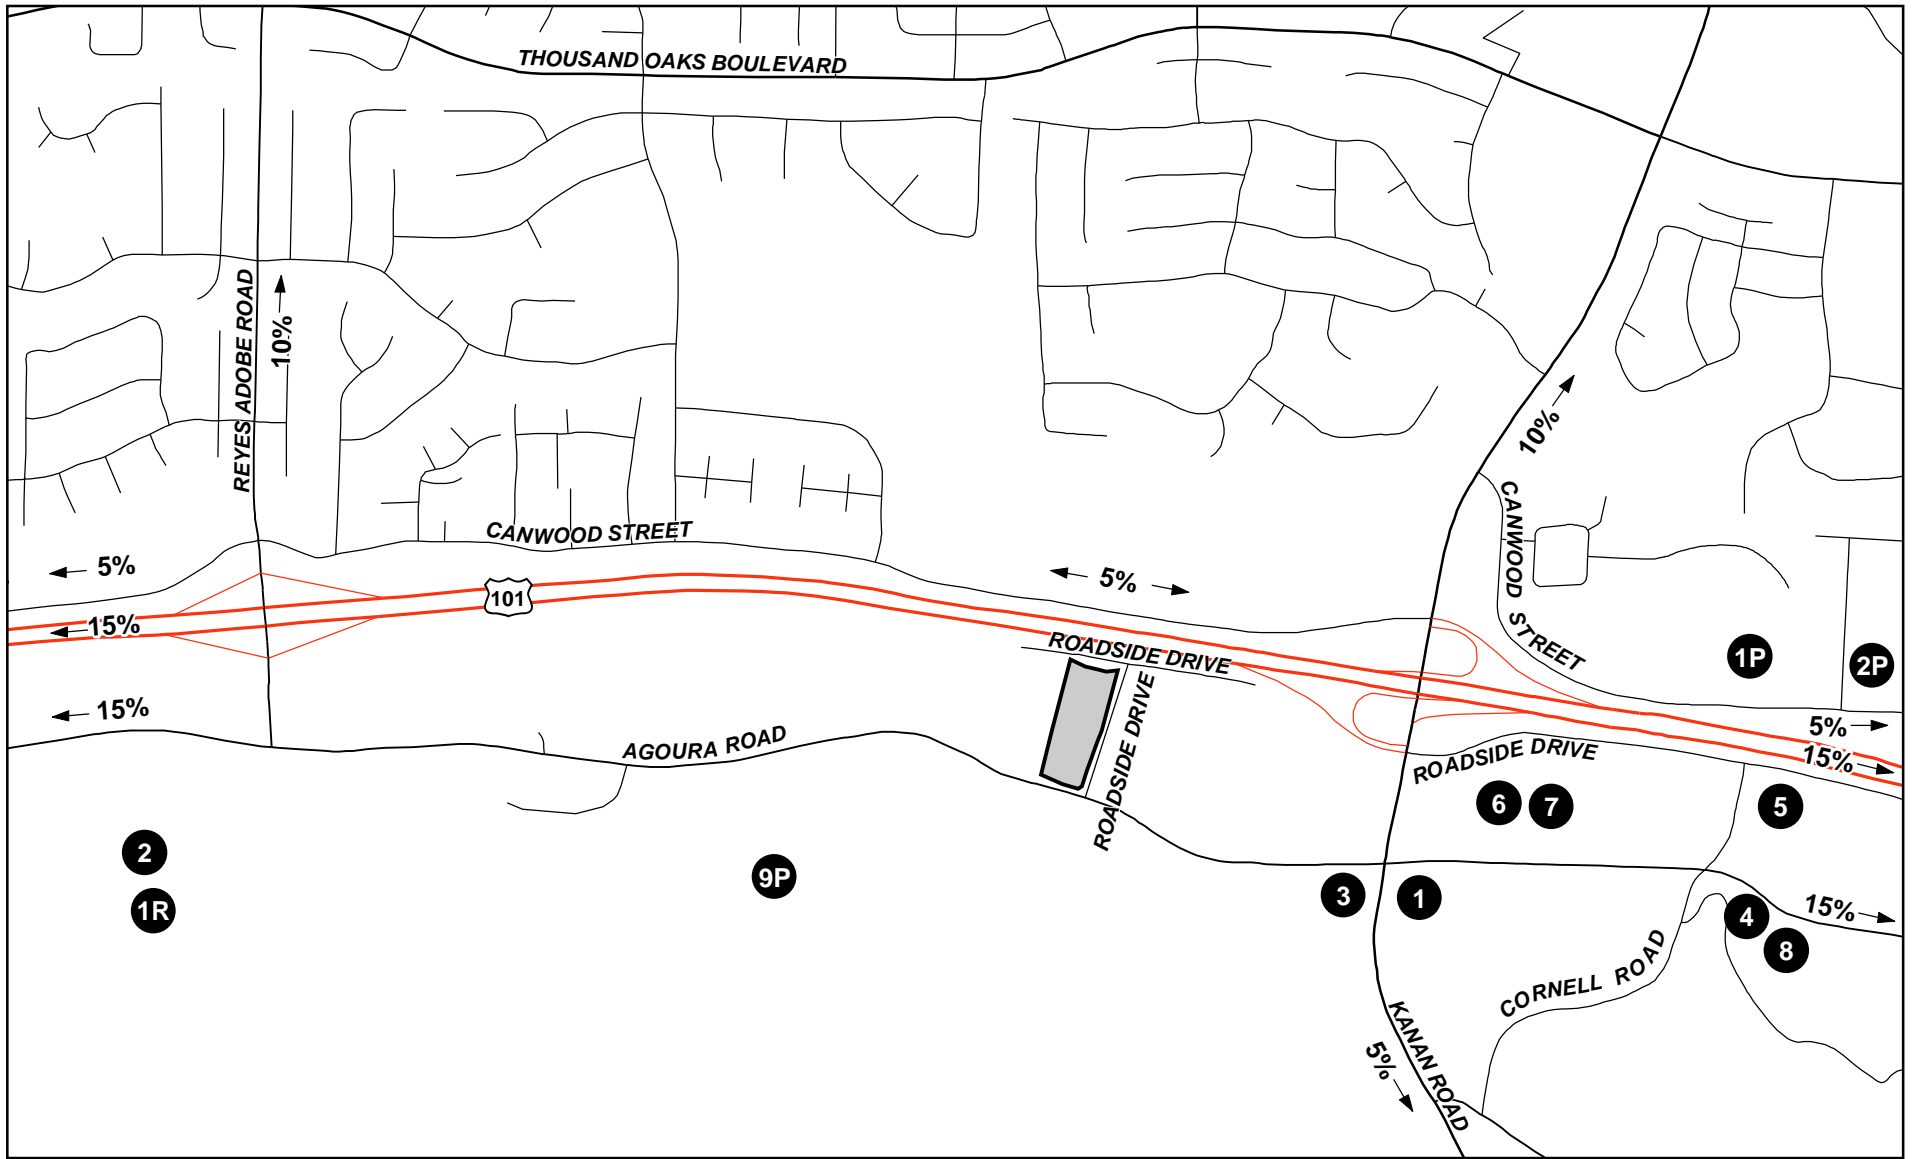 THOUSAND OAKS BOULEVARD
REYES ADOBE ROAD
10%
10%
CANWOOD STREET
CANWOOD STREET
5%
5%
101
15%
ROADSIDE DRIVE
1P
2P
15%
ROADSIDE DRIVE
5%
AGOURA ROAD
ROADSIDE DRIVE
15%
6
7
5
2
9P
3
1
1R
4
15%
8
CORNELL ROAD
KANAN ROAD
5%